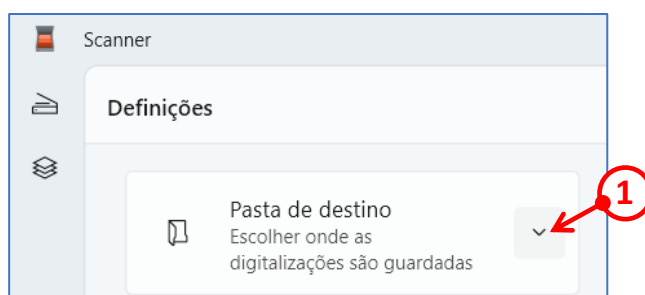 Scanner
Definições
Pasta de destino
Escolher onde as
digitalizações são guardadas
1